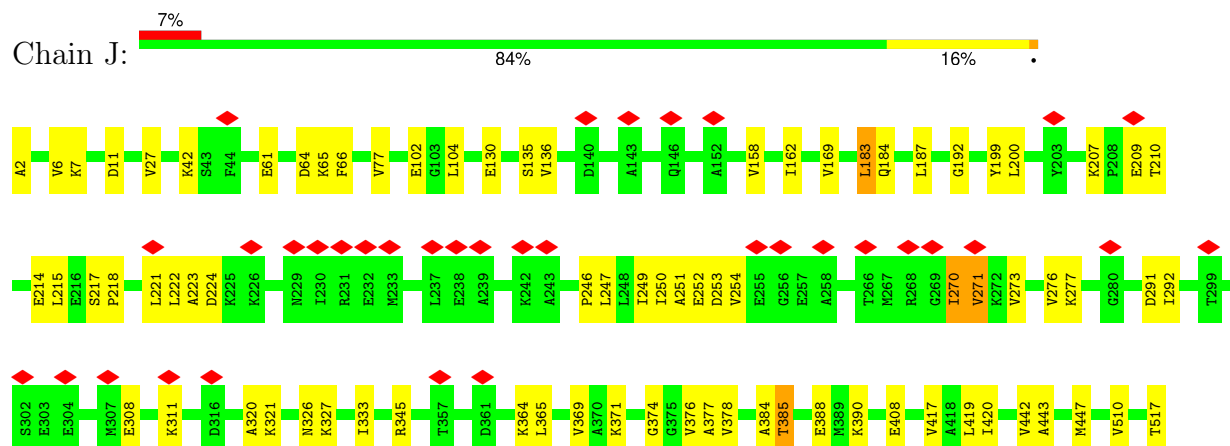 7%
Chain J:
84% 16% •
A2 V6 K7 D11 V27 K42 S43 F44 E61 D64 K65 F66 V77 E102 G103 L104 E130 S135 V136 D140 A143 Q146 A152 V158 I162 V169 L183 Q184 L187 G192 Y199 L200 Y203 K207 P208 E209 T210
E214 L215 E216 S217 P218 L221 L222 A223 D224 K225 K226 N229 I230 R231 E232 M233 L237 E238 A239 K242 A243 P246 L247 L248 I249 I250 A251 E252 D253 V254 E255 G256 E257 A258 T266 M267 R268 G269 I270 V271 K272 V273 V276 K277 G280 D291 I292 T299
S302 E303 E304 M307 E308 K311 D316 A320 K321 N326 K327 I333 R345 T357 D361 K364 L365 V369 A370 K371 G374 G375 V376 A377 V378 A384 T385 E388 M389 K390 E408 V417 A418 L419 I420 V442 A443 M447 V510 I517